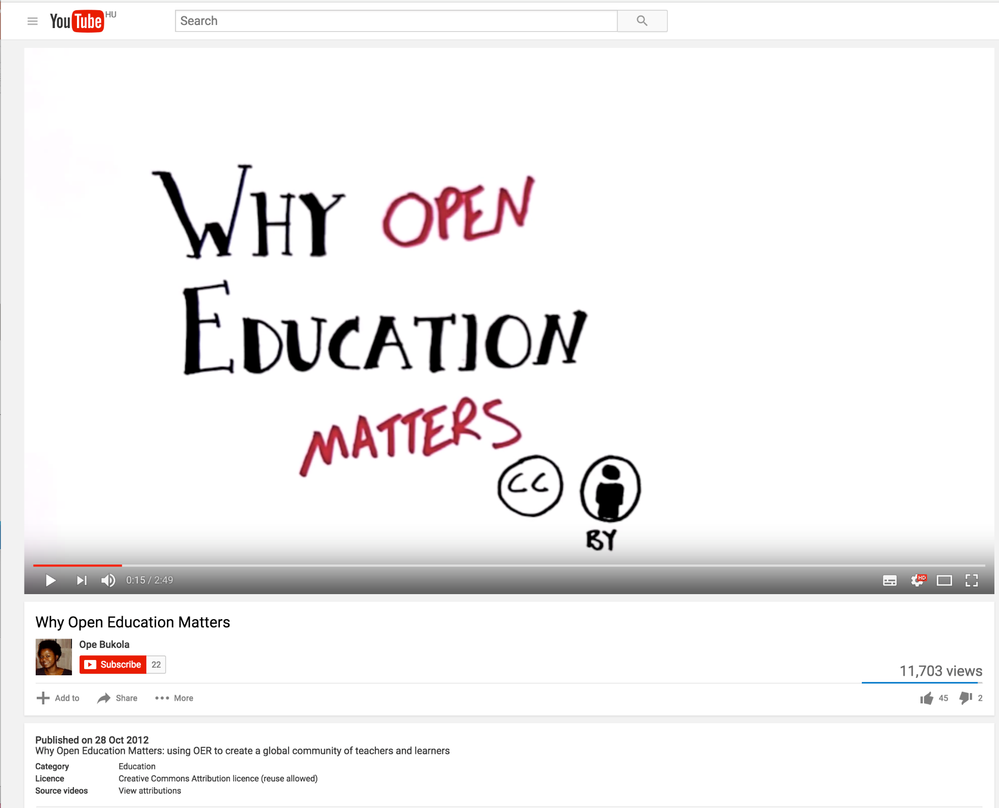 YouTube HU
Search
WHY OPEN
EDUCATION
MATTERS
CC
BY
0:15 / 2:49
HD
Why Open Education Matters
Ope Bukola
Subscribe 22
11,703 views
Add to Share More 45 2
Published on 28 Oct 2012
Why Open Education Matters: using OER to create a global community of teachers and learners
Category Education
Licence Creative Commons Attribution licence (reuse allowed)
Source videos View attributions